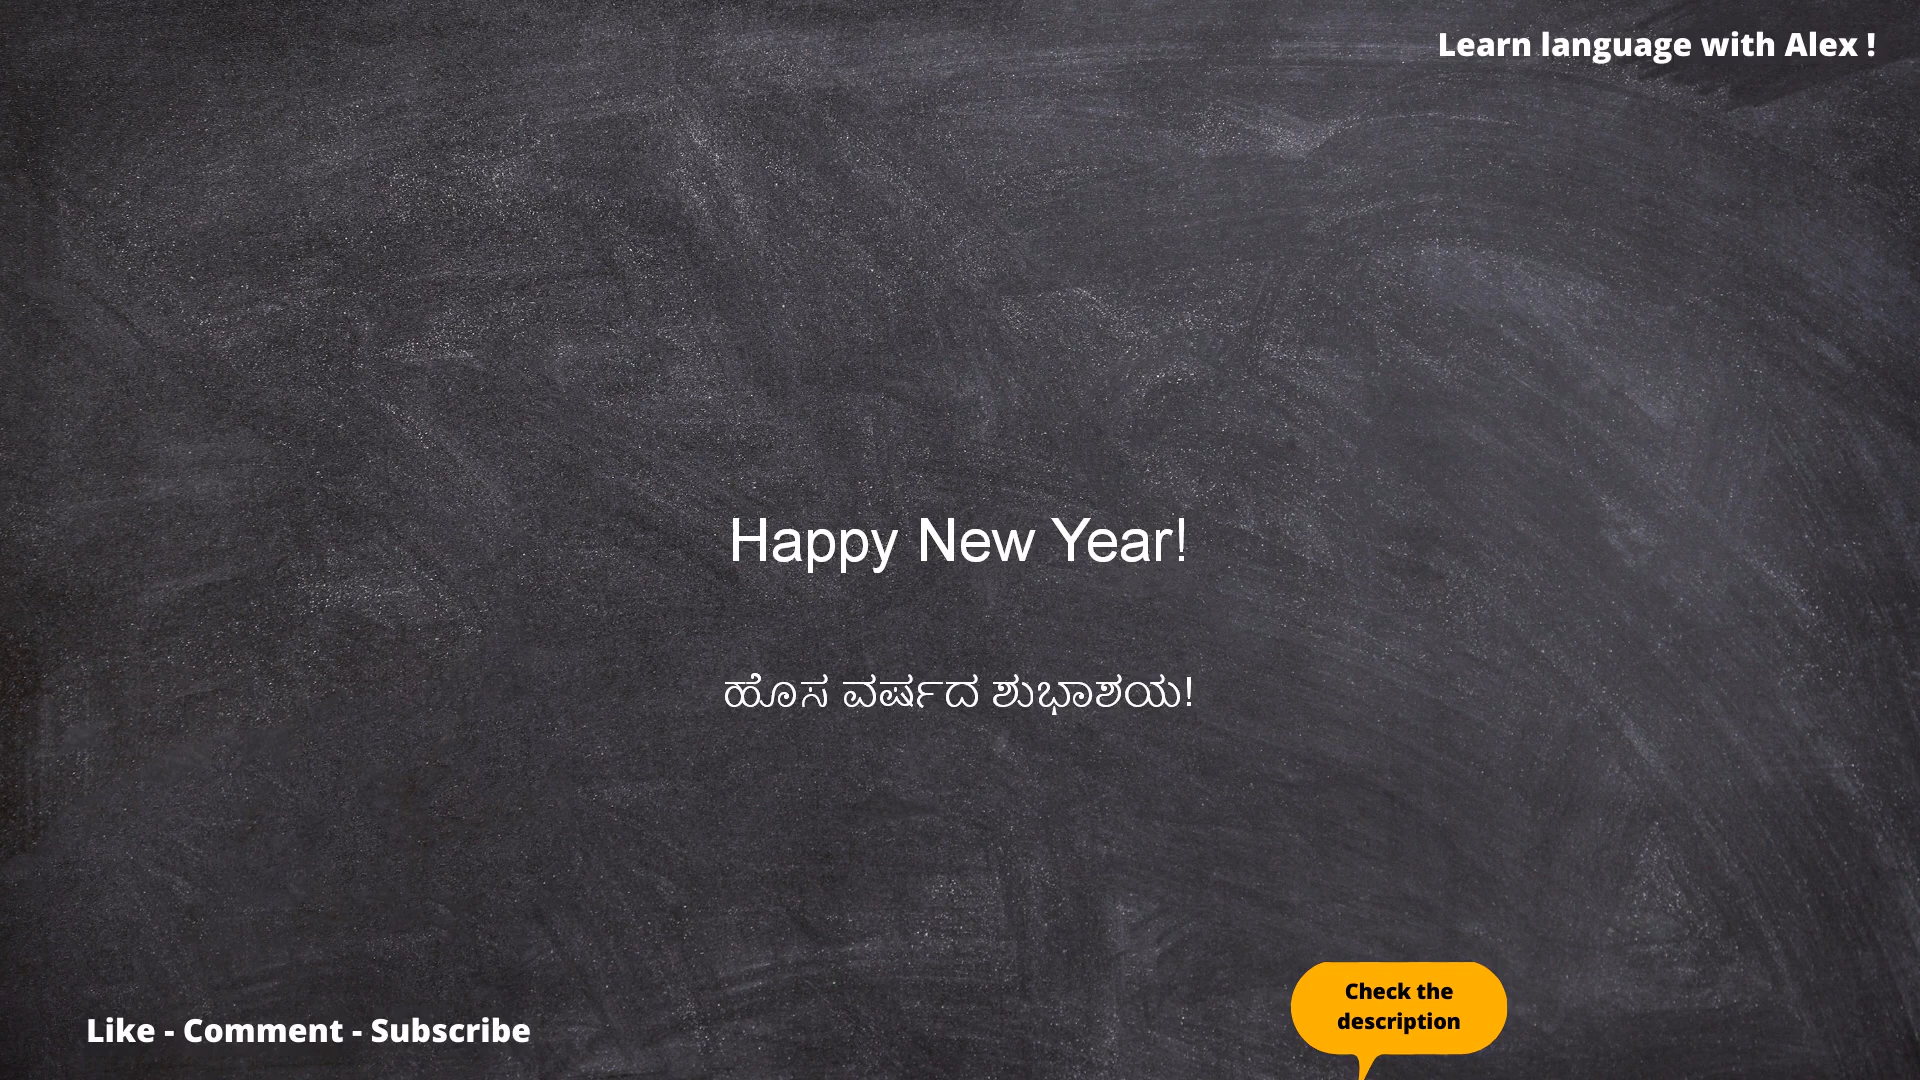 Learn language with Alex !
Happy New Year!
ಹೊಸ ವರ್ಷದ ಶುಭಾಶಯ!
Check the
description
Like - Comment - Subscribe